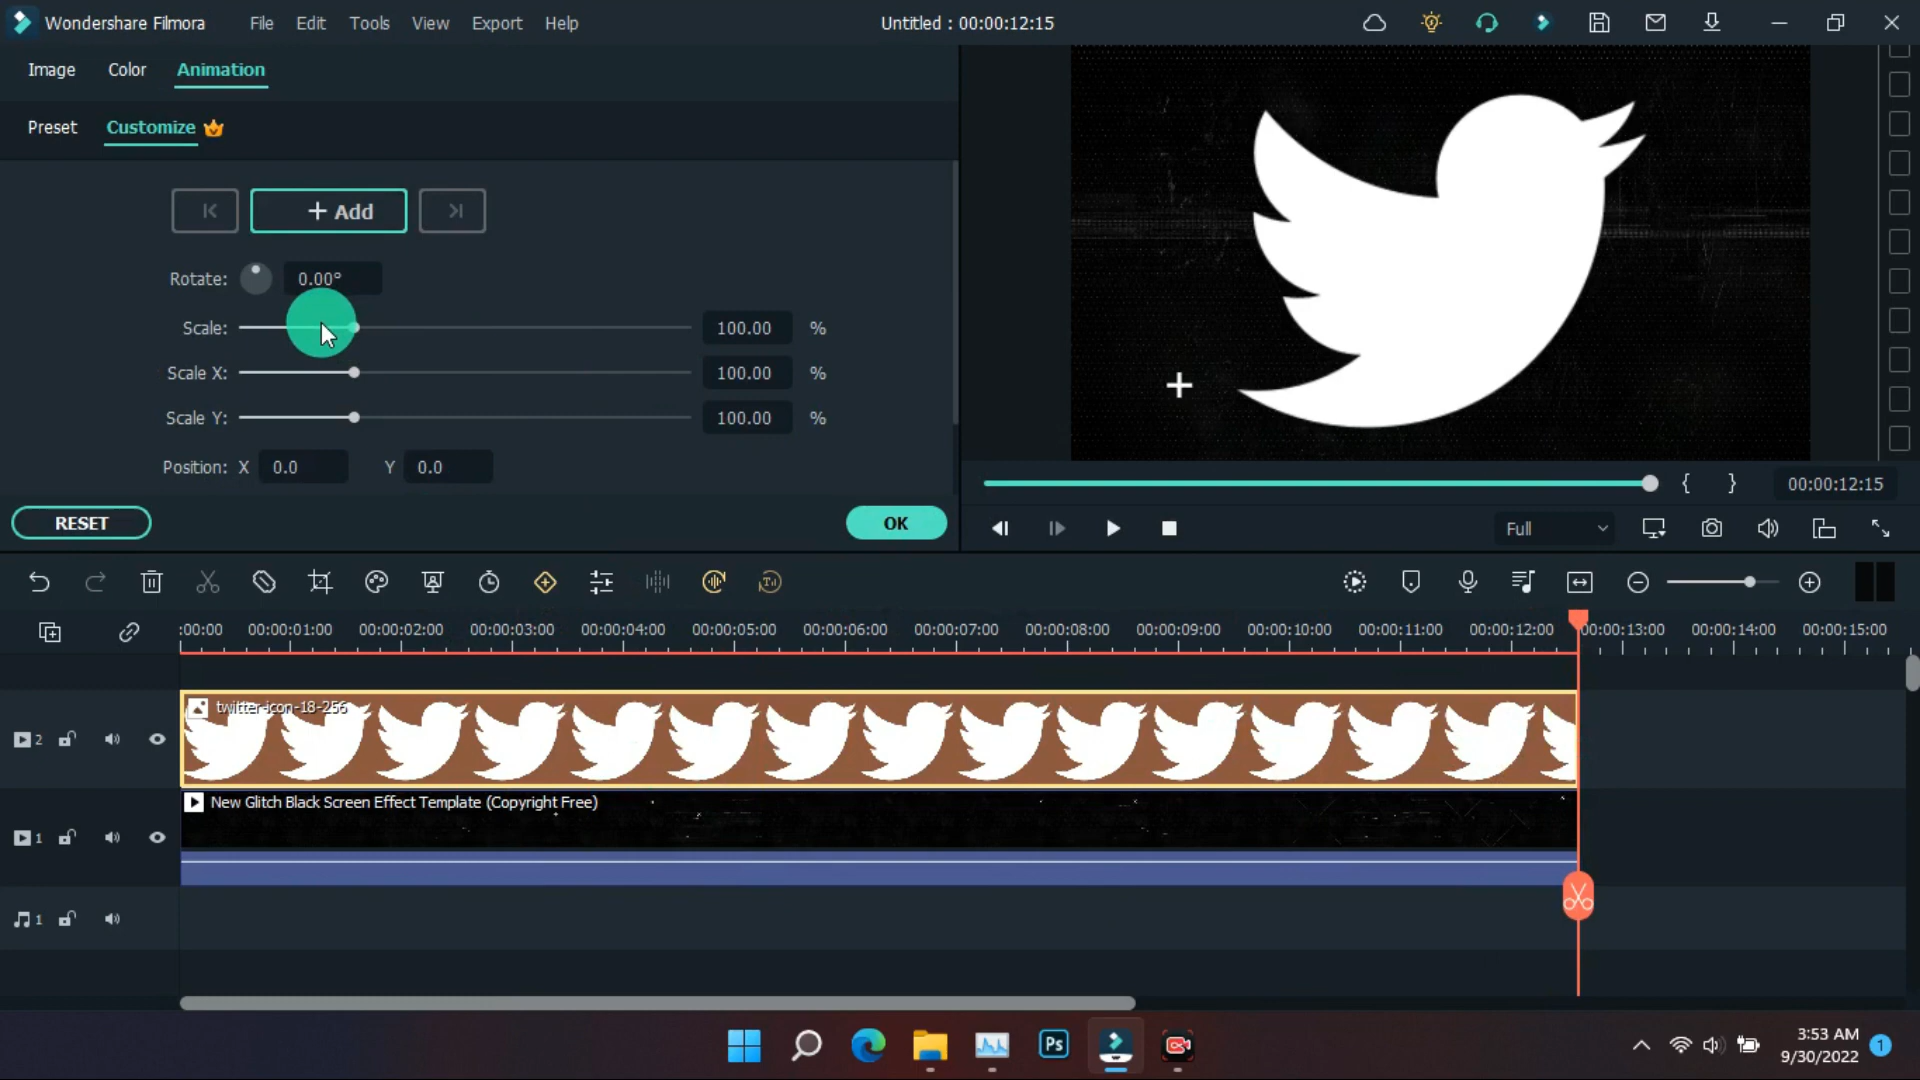 Wondershare Filmora File Edit Tools View Export Help Untitled : 00:00:12:15
Image Color Animation
Preset Customize
+ Add
Rotate: 0.00°
Scale: 100.00 %
Scale X: 100.00 %
Scale Y: 100.00 %
Position: X 0.0 Y 0.0
RESET OK
{ } 00:00:12:15
Full
:00:00 00:00:01:00 00:00:02:00 00:00:03:00 00:00:04:00 00:00:05:00 00:00:06:00 00:00:07:00 00:00:08:00 00:00:09:00 00:00:10:00 00:00:11:00 00:00:12:00 00:00:13:00 00:00:14:00 00:00:15:00
twitter-icon-18-256
2
New Glitch Black Screen Effect Template (Copyright Free)
1
1
Ps
3:53 AM
9/30/2022 1